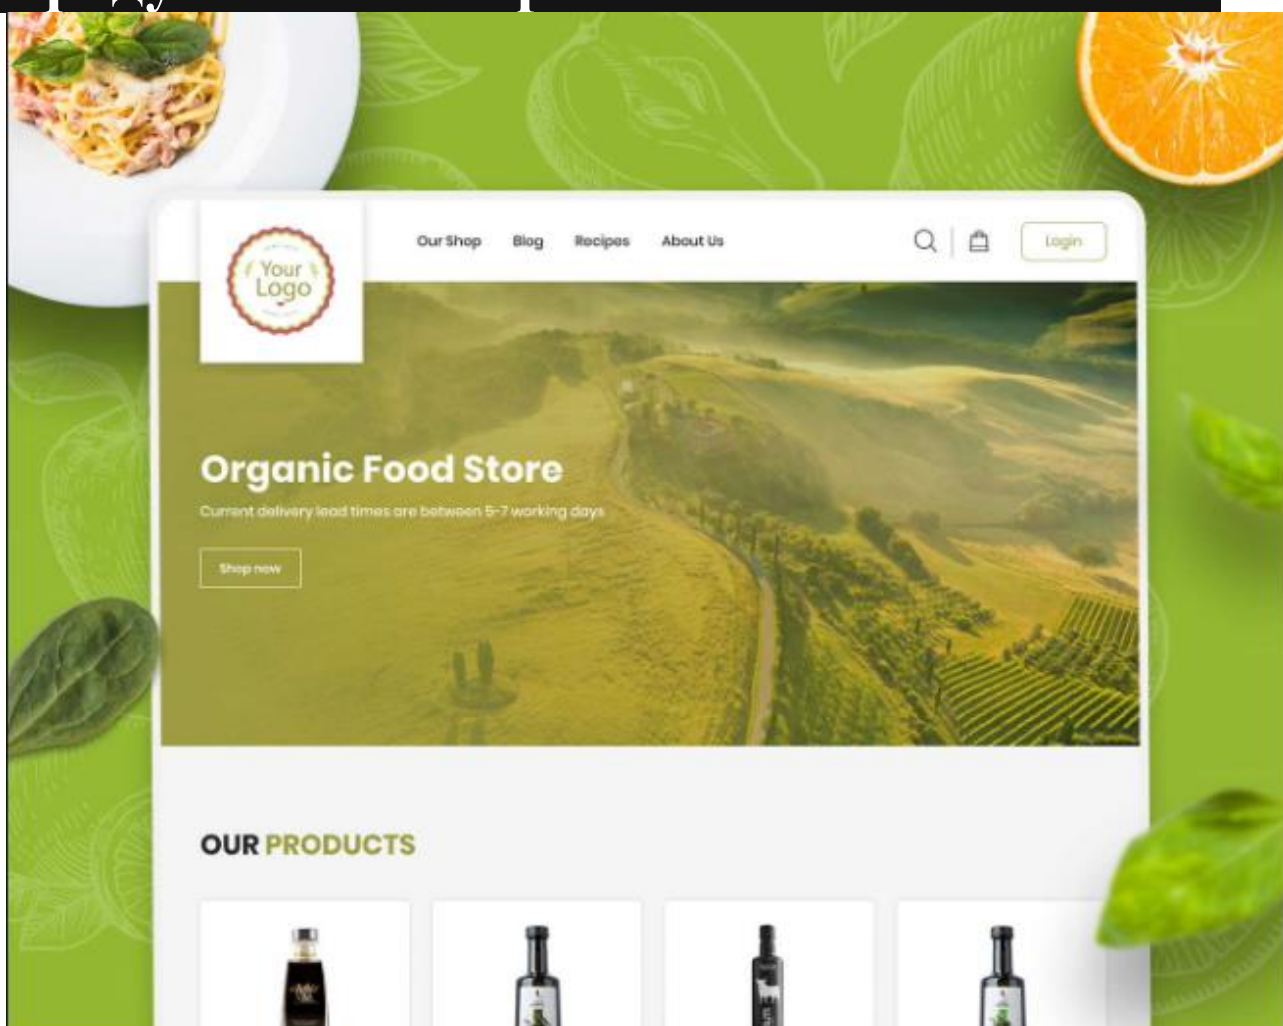 Our Shop Blog Recipes About Us Login
Your
Logo
Organic Food Store
Current delivery lead times are between 5-7 working days
Shop now
OUR PRODUCTS